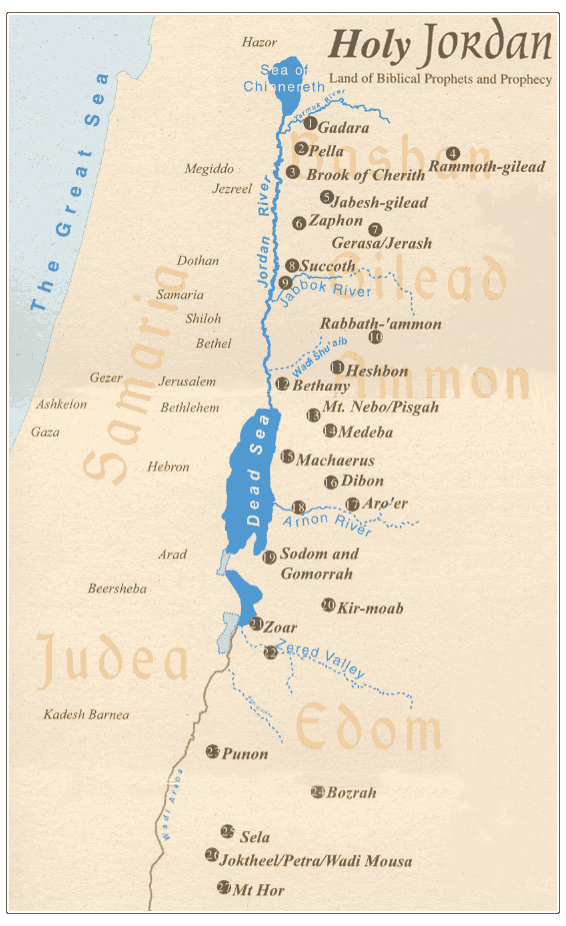 Holy Jordan
Land of Biblical Prophets and Prophecy
Hazor
Sea of
Chinnereth
Yarmuk River
The Great Sea
1 Gadara
Bashan
2 Pella
4
Rammoth-gilead
Megiddo
3 Brook of Cherith
Jezreel
5
Jabesh-gilead
Jordan River
6 Zaphon
7
Gerasa/Jerash
Dothan
8 Succoth
Gilead
9
Jabbok River
Samaria
Samaria
Shiloh
Rabbath-'ammon
10
Bethel
Wadi Shu'aib
11 Heshbon
Gezer
Jerusalem
12 Bethany
Ammon
Ashkelon
Bethlehem
13 Mt. Nebo/Pisgah
Gaza
14 Medeba
Dead Sea
15 Machaerus
Hebron
16 Dibon
17 Aro'er
18
Arnon River
Arad
19 Sodom and
Gomorrah
Beersheba
20 Kir-moab
21 Zoar
Judea
22 Zered Valley
Kadesh Barnea
Edom
23 Punon
Wadi Araba
24 Bozrah
25 Sela
26 Joktheel/Petra/Wadi Mousa
27 Mt Hor